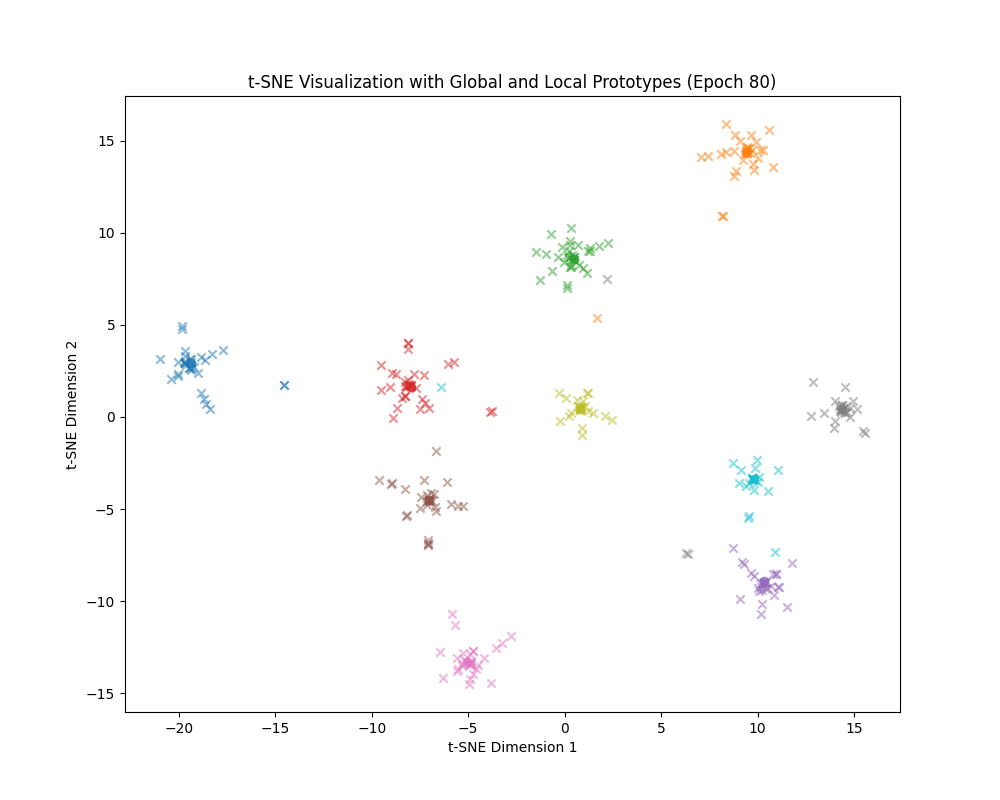 t-SNE Visualization with Global and Local Prototypes (Epoch 80)
15
10
5
0
−5
−10
−15
t-SNE Dimension 2
−20 −15 −10 −5 0 5 10 15
t-SNE Dimension 1